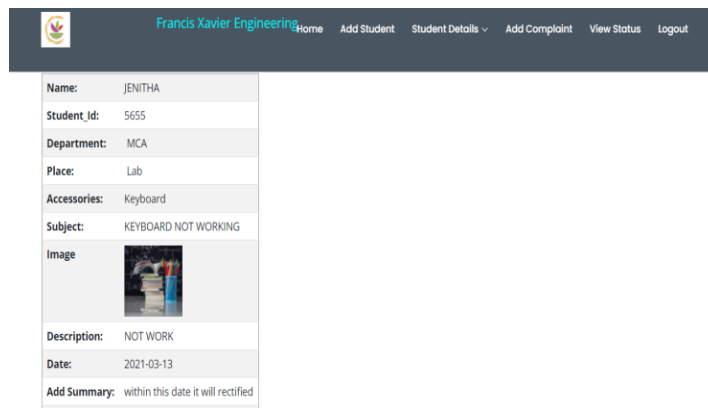 Francis Xavier Engineering
Home Add Student Student Details Add Complaint View Status Logout
Name: JENITHA
Student_Id: 5655
Department: MCA
Place: Lab
Accessories: Keyboard
Subject: KEYBOARD NOT WORKING
Image
Description: NOT WORK
Date: 2021-03-13
Add Summary: within this date it will rectified